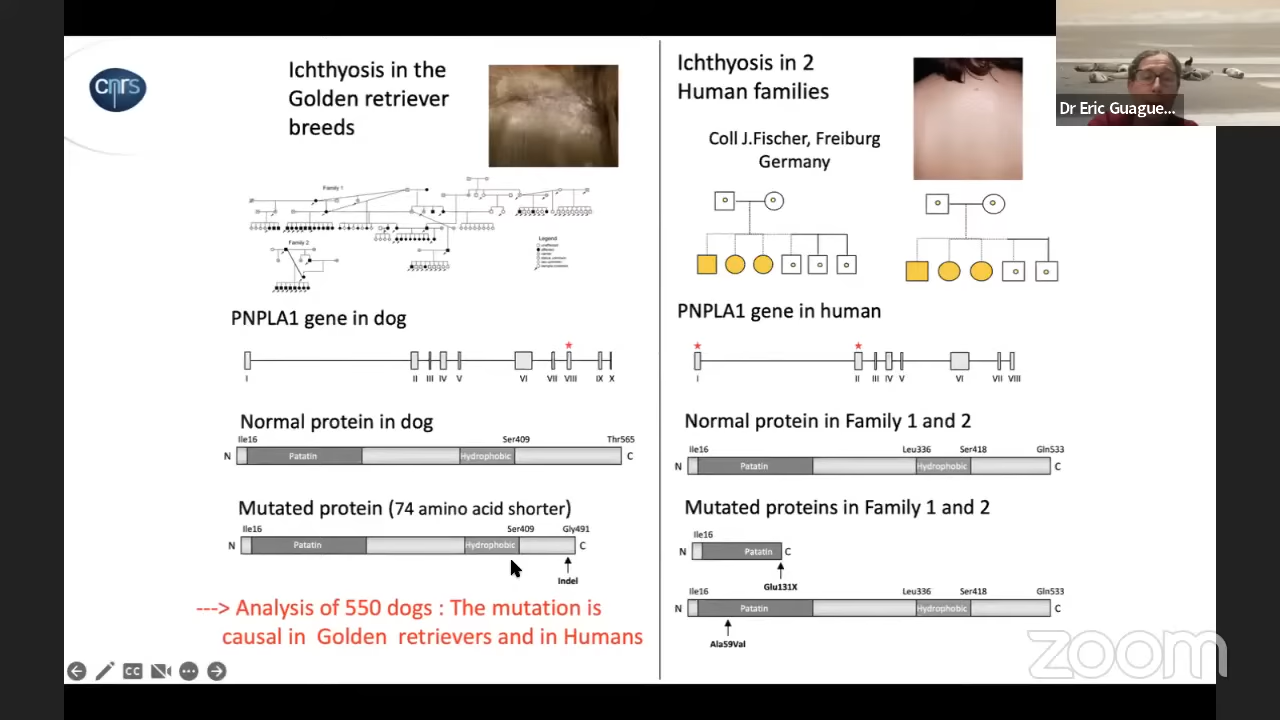 cnrs
Ichthyosis in the
Golden retriever
breeds
Family 1
Family 2
Legend
PNPLA1 gene in dog
I II III IV V VI VII VIII IX X
Normal protein in dog
Ile16 Ser409 Thr565
N Patatin Hydrophobic C
Mutated protein (74 amino acid shorter)
Ile16 Ser409 Gly491
N Patatin Hydrophobic C
Indel
---> Analysis of 550 dogs : The mutation is
causal in Golden retrievers and in Humans
CC
Ichthyosis in 2
Human families
Coll J.Fischer, Freiburg
Germany
PNPLA1 gene in human
I II III IV V VI VII VIII
Normal protein in Family 1 and 2
Ile16 Leu336 Ser418 Gln533
N Patatin Hydrophobic C
Mutated proteins in Family 1 and 2
Ile16
N Patatin C
Glu131X
Ile16 Leu336 Ser418 Gln533
N Patatin Hydrophobic C
Ala59Val
Dr Eric Guague...
zoom